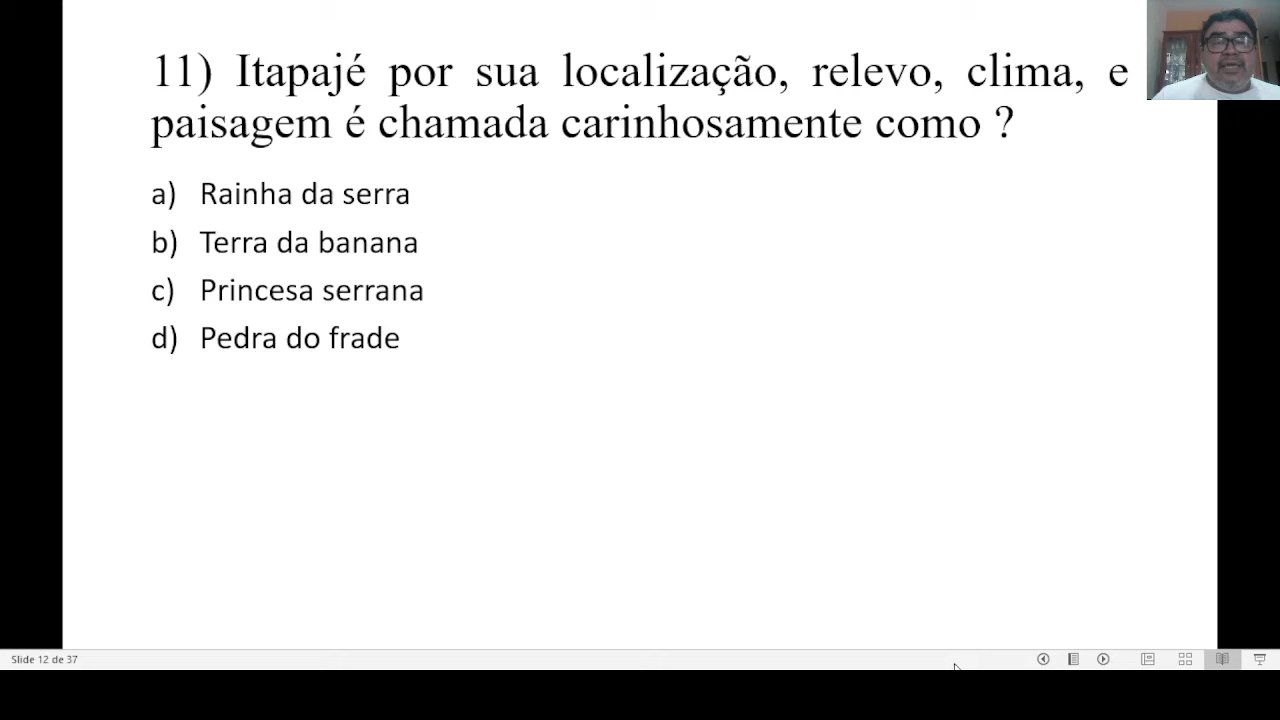 11) Itapajé por sua localização, relevo, clima, e
paisagem é chamada carinhosamente como ?
a) Rainha da serra
b) Terra da banana
c) Princesa serrana
d) Pedra do frade
Slide 12 de 37